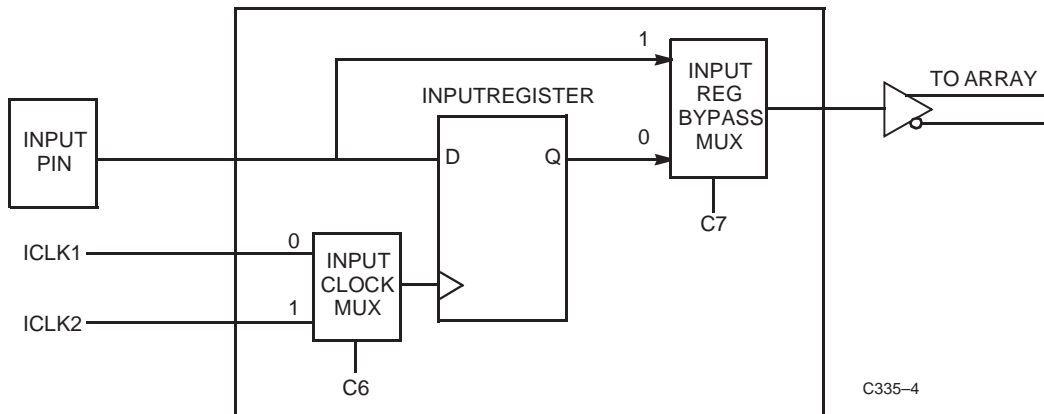 1
INPUT
REG
BYPASS
MUX
TO ARRAY
INPUTREGISTER
INPUT
PIN
D
Q
0
C7
ICLK1
0
INPUT
CLOCK
MUX
ICLK2
1
C6
C335–4